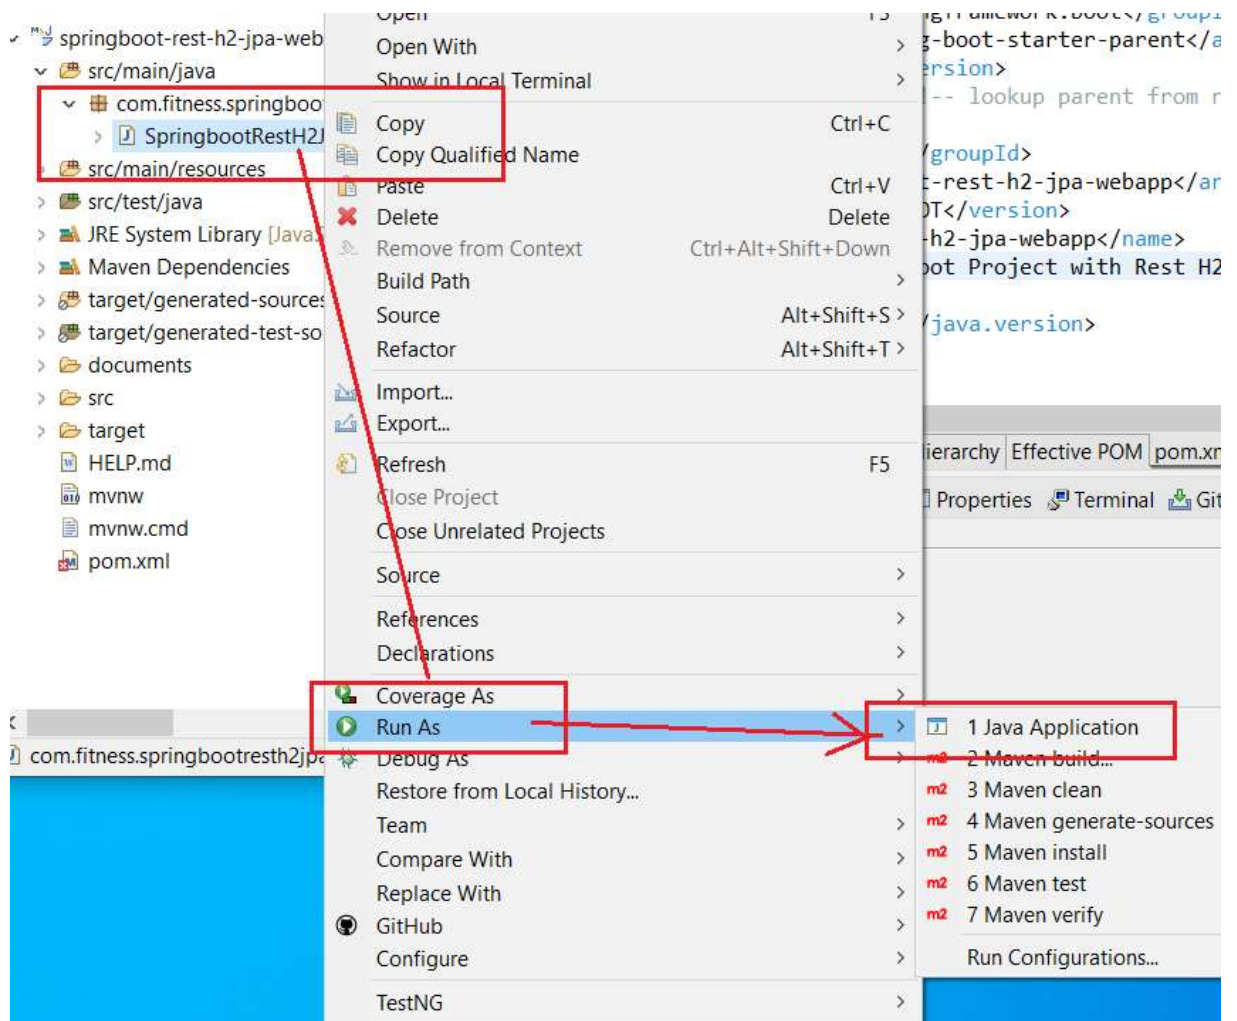 springboot-rest-h2-jpa-web
src/main/java
com.fitness.springboo
SpringbootRestH2J
src/main/resources
src/test/java
JRE System Library [Java
Maven Dependencies
target/generated-sources
target/generated-test-so
documents
src
target
HELP.md
mvnw
mvnw.cmd
pom.xml
com.fitness.springbootresth2jpa
Open F3
Open With
Show in Local Terminal
Copy Ctrl+C
Copy Qualified Name
Paste Ctrl+V
Delete Delete
Remove from Context Ctrl+Alt+Shift+Down
Build Path
Source Alt+Shift+S
Refactor Alt+Shift+T
Import...
Export...
Refresh F5
Close Project
Close Unrelated Projects
Source
References
Declarations
Coverage As
Run As
Debug As
Restore from Local History...
Team
Compare With
Replace With
GitHub
Configure
TestNG
1 Java Application
2 Maven build...
3 Maven clean
4 Maven generate-sources
5 Maven install
6 Maven test
7 Maven verify
Run Configurations...
gframework.boot</groupI
g-boot-starter-parent</a
ersion>
-- lookup parent from r
/groupId>
t-rest-h2-jpa-webapp</ar
OT</version>
-h2-jpa-webapp</name>
oot Project with Rest H2
/java.version>
ierarchy Effective POM pom.xm
Properties Terminal Git